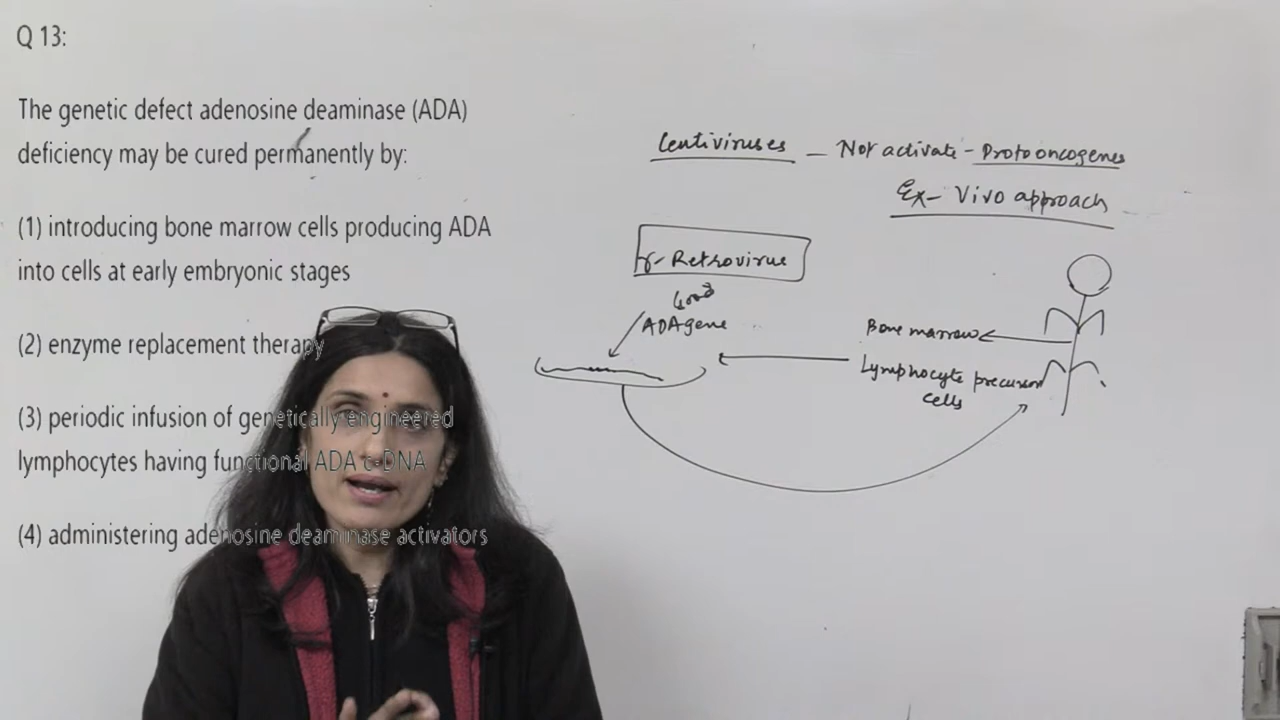 Q 13:
The genetic defect adenosine deaminase (ADA)
deficiency may be cured permanently by:
(1) introducing bone marrow cells producing ADA
into cells at early embryonic stages
(2) enzyme replacement therapy
(3) periodic infusion of genetically engineered
lymphocytes having functional ADA c-DNA
(4) administering adenosine deaminase activators
Lentiviruses – Not activate - Protooncogenes
Ex- Vivo approach
γ- Retrovirus
Good
ADA gene
Bone marrow
Lymphocyte precursor
cells